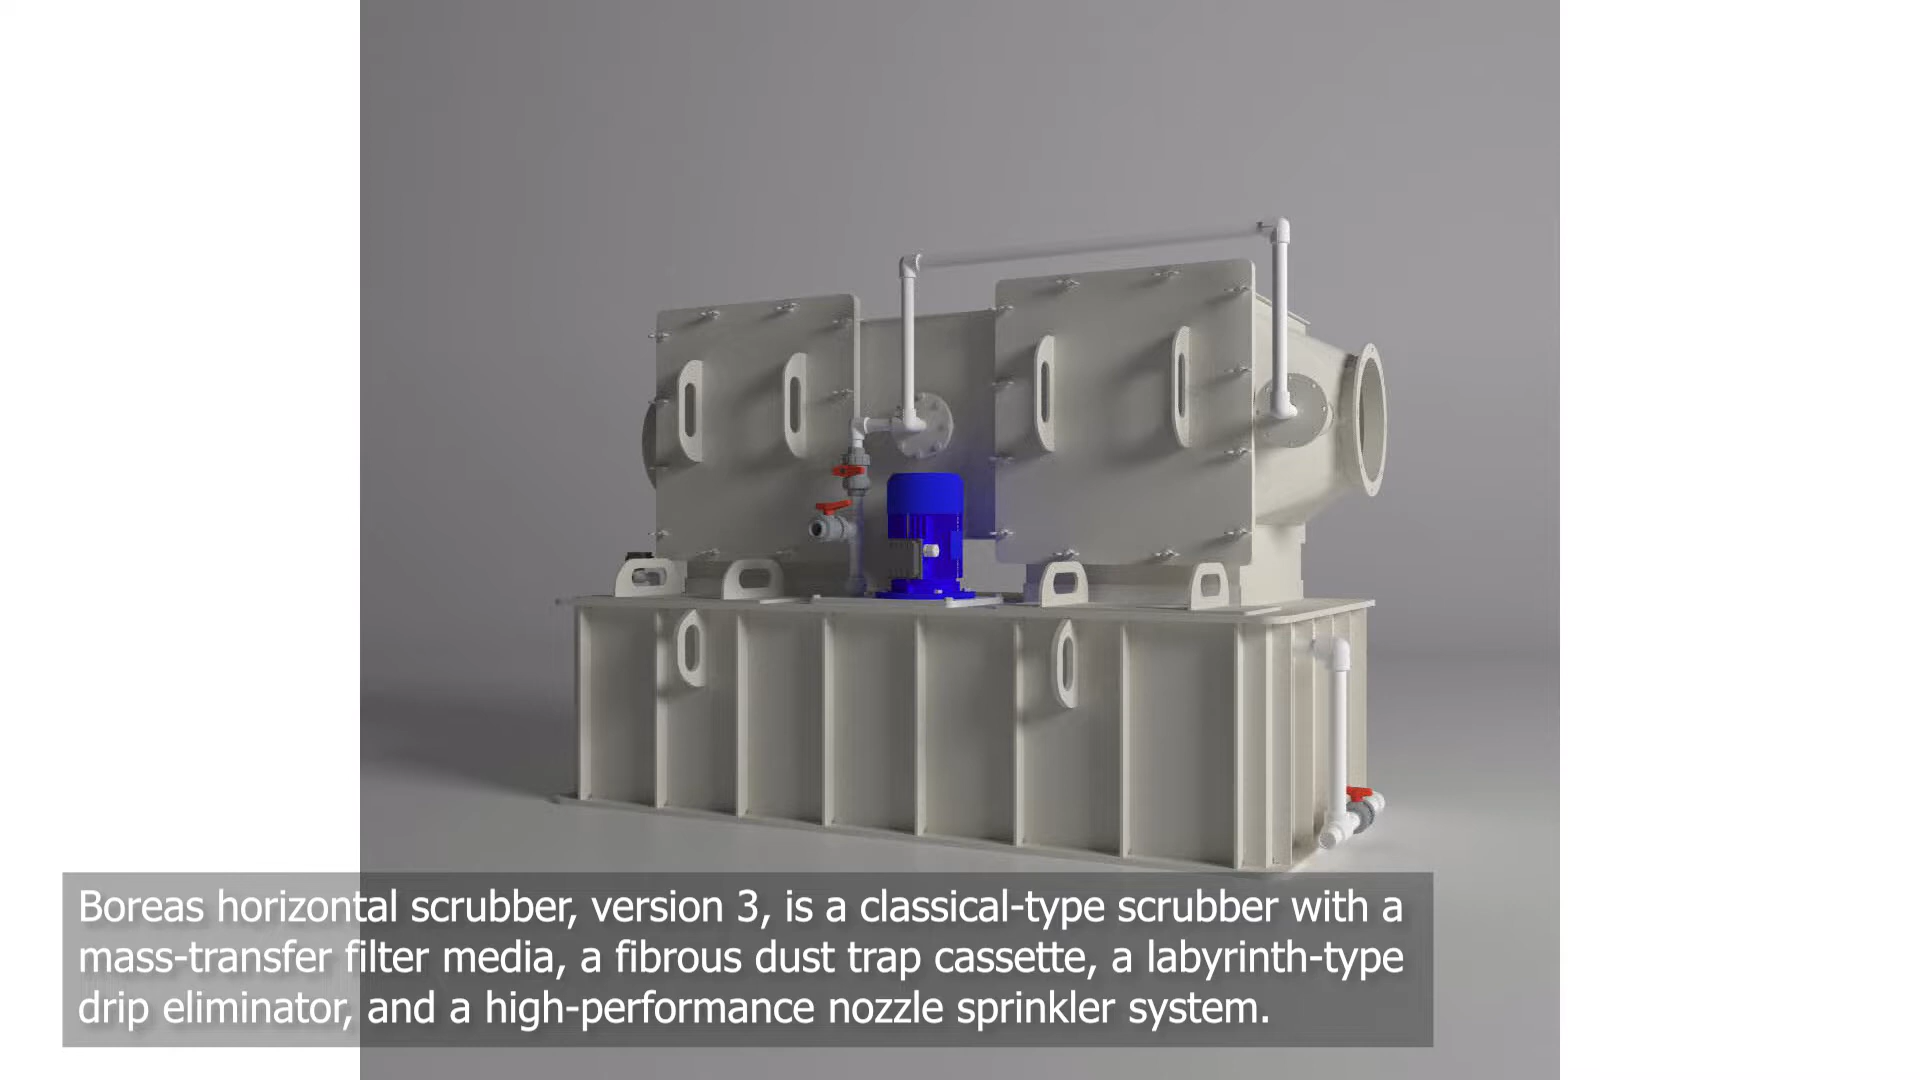 Boreas horizontal scrubber, version 3, is a classical-type scrubber with a
mass-transfer filter media, a fibrous dust trap cassette, a labyrinth-type
drip eliminator, and a high-performance nozzle sprinkler system.